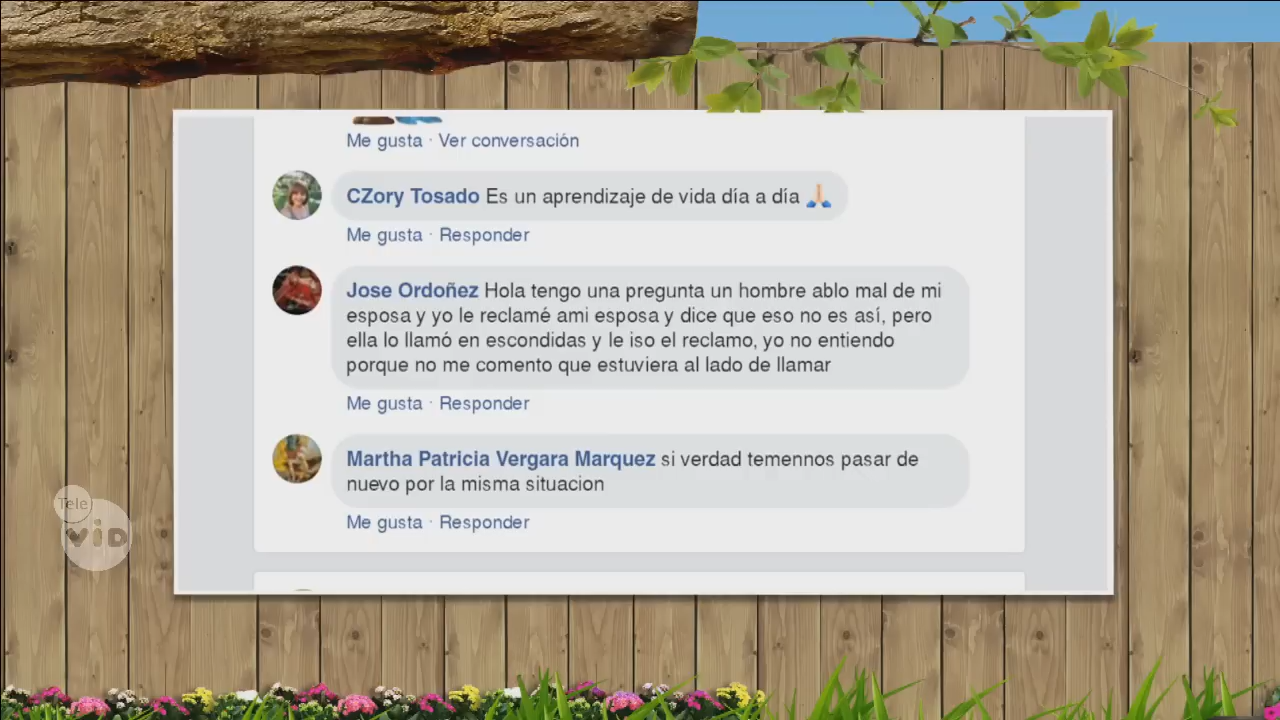 Me gusta · Ver conversación
CZory Tosado Es un aprendizaje de vida día a día 🙏
Me gusta · Responder
Jose Ordoñez Hola tengo una pregunta un hombre ablo mal de mi
esposa y yo le reclamé ami esposa y dice que eso no es así, pero
ella lo llamó en escondidas y le iso el reclamo, yo no entiendo
porque no me comento que estuviera al lado de llamar
Me gusta · Responder
Martha Patricia Vergara Marquez si verdad temennos pasar de
nuevo por la misma situacion
Me gusta · Responder
Tele
ViD